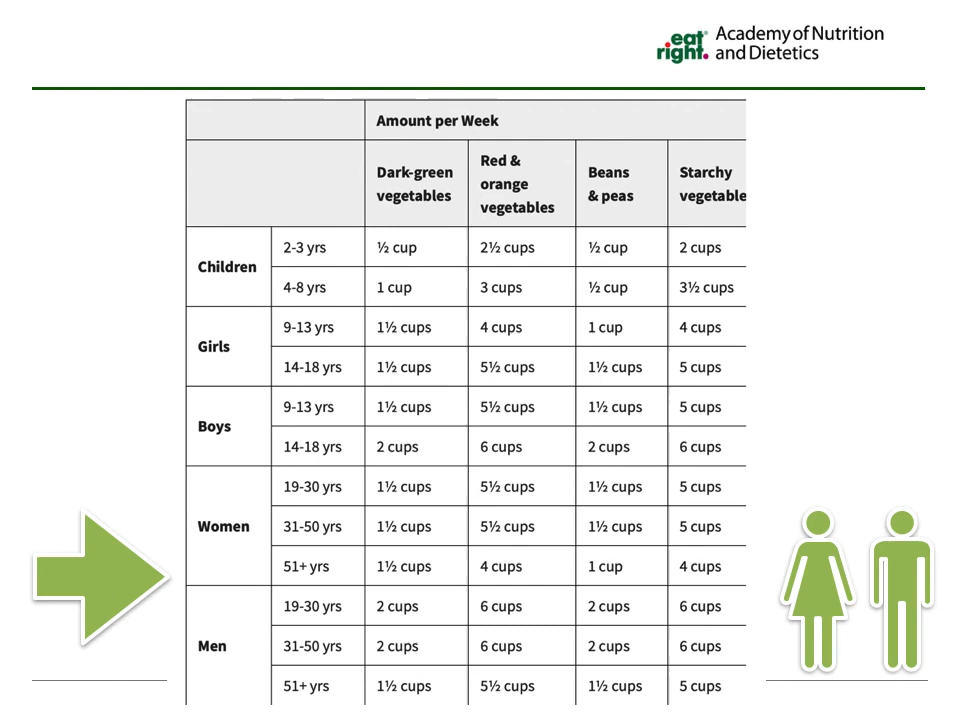 eat right. Academy of Nutrition and Dietetics
Amount per Week
Dark-green vegetables Red & orange vegetables Beans & peas Starchy vegetable
Children 2-3 yrs ½ cup 2½ cups ½ cup 2 cups
4-8 yrs 1 cup 3 cups ½ cup 3½ cups
Girls 9-13 yrs 1½ cups 4 cups 1 cup 4 cups
14-18 yrs 1½ cups 5½ cups 1½ cups 5 cups
Boys 9-13 yrs 1½ cups 5½ cups 1½ cups 5 cups
14-18 yrs 2 cups 6 cups 2 cups 6 cups
Women 19-30 yrs 1½ cups 5½ cups 1½ cups 5 cups
31-50 yrs 1½ cups 5½ cups 1½ cups 5 cups
51+ yrs 1½ cups 4 cups 1 cup 4 cups
Men 19-30 yrs 2 cups 6 cups 2 cups 6 cups
31-50 yrs 2 cups 6 cups 2 cups 6 cups
51+ yrs 1½ cups 5½ cups 1½ cups 5 cups